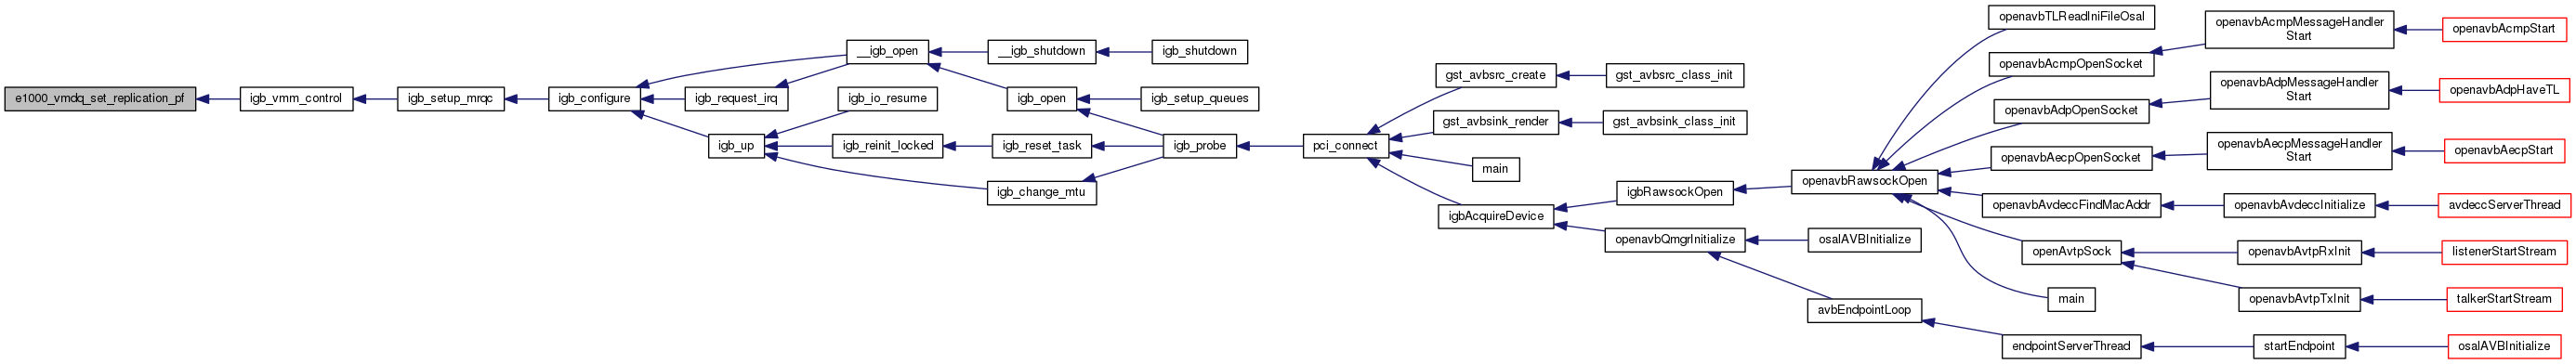 e1000_vmdq_set_replication_pf
igb_vmm_control
igb_setup_mrqc
igb_configure
__igb_open
__igb_shutdown
igb_shutdown
igb_request_irq
igb_io_resume
igb_open
igb_setup_queues
igb_up
igb_reinit_locked
igb_reset_task
igb_probe
igb_change_mtu
pci_connect
gst_avbsrc_create
gst_avbsrc_class_init
gst_avbsink_render
gst_avbsink_class_init
main
igbAcquireDevice
igbRawsockOpen
openavbQmgrInitialize
osalAVBInitialize
avbEndpointLoop
openavbRawsockOpen
openavbTLReadIniFileOsal
openavbAcmpOpenSocket
openavbAcmpMessageHandler
Start
openavbAcmpStart
openavbAdpOpenSocket
openavbAdpMessageHandler
Start
openavbAdpHaveTL
openavbAecpOpenSocket
openavbAecpMessageHandler
Start
openavbAecpStart
openavbAvdeccFindMacAddr
openavbAvdeccInitialize
avdeccServerThread
openAvtpSock
openavbAvtpRxInit
listenerStartStream
openavbAvtpTxInit
talkerStartStream
main
endpointServerThread
startEndpoint
osalAVBInitialize